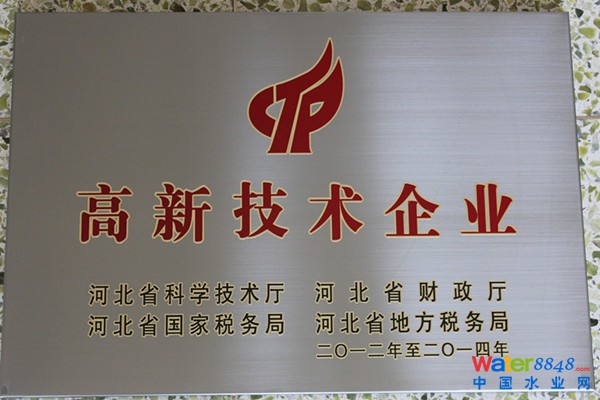 CTP
高新技术企业
河北省科学技术厅 河北省财政厅
河北省国家税务局 河北省地方税务局
二〇一二年至二〇一四年
Water8848.com
中国水业网